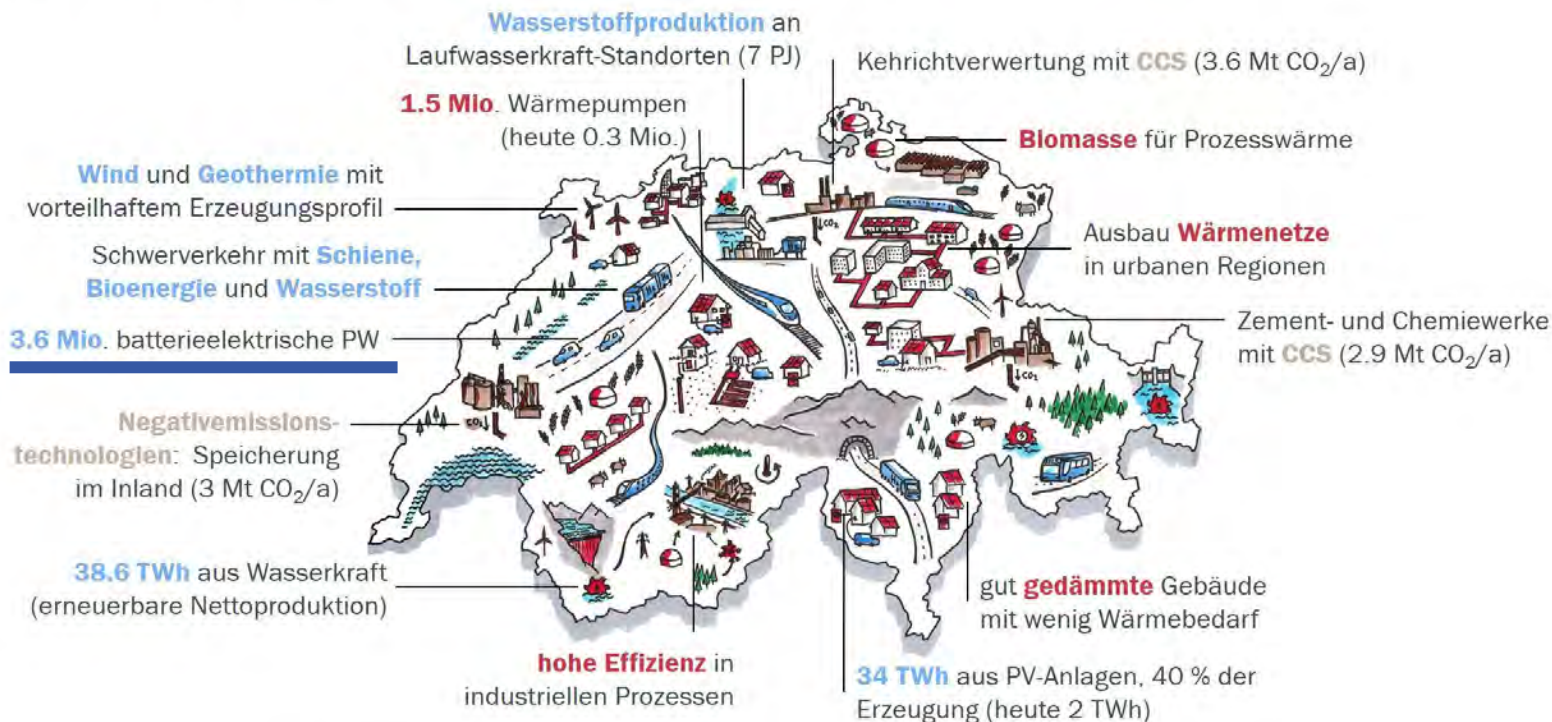 Wasserstoffproduktion an
Laufwasserkraft-Standorten (7 PJ)
Kehrichtverwertung mit CCS (3.6 Mt CO₂/a)
1.5 Mio. Wärmepumpen
(heute 0.3 Mio.)
Biomasse für Prozesswärme
Wind und Geothermie mit
vorteilhaftem Erzeugungsprofil
Ausbau Wärmenetze
in urbanen Regionen
Schwerverkehr mit Schiene,
Bioenergie und Wasserstoff
3.6 Mio. batterieelektrische PW
Zement- und Chemiewerke
mit CCS (2.9 Mt CO₂/a)
Negativemissions-
technologien: Speicherung
im Inland (3 Mt CO₂/a)
38.6 TWh aus Wasserkraft
(erneuerbare Nettoproduktion)
gut gedämmte Gebäude
mit wenig Wärmebedarf
hohe Effizienz in
industriellen Prozessen
34 TWh aus PV-Anlagen, 40 % der
Erzeugung (heute 2 TWh)
CO₂
CO₂
CO₂